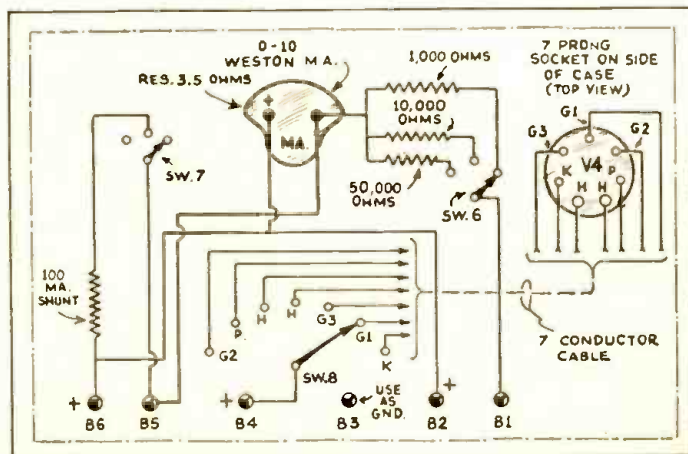 0-10
WESTON MA.
RES. 3.5 OHMS
+
MA.
1,000 OHMS
10,000
OHMS
50,000
OHMS
7 PRONG
SOCKET ON SIDE
OF CASE
(TOP VIEW)
G1
G3
G2
V4
K
P
H
H
SW.7
SW.6
100
MA.
SHUNT
G2
P
H
H
G3
G1
K
SW.8
7 CONDUCTOR
CABLE
USE
AS
GND.
+
+
+
B6
B5
B4
B3
B2
B1